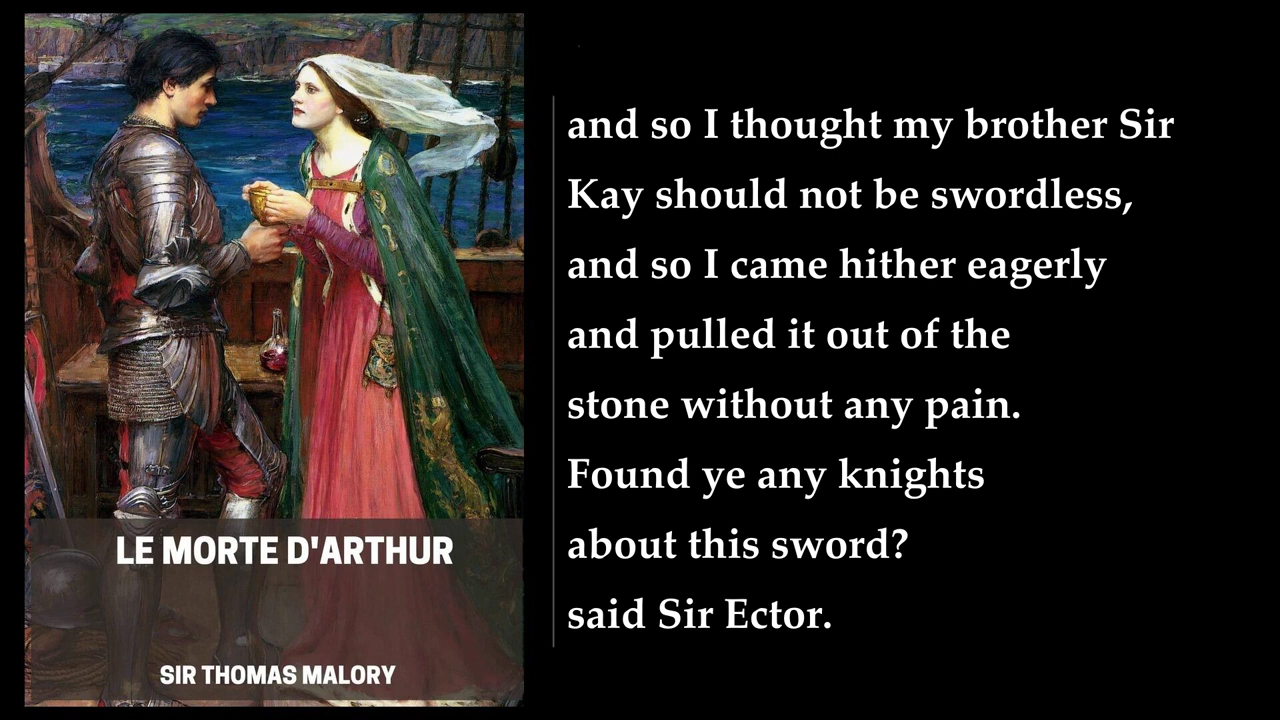 and so I thought my brother Sir
Kay should not be swordless,
and so I came hither eagerly
and pulled it out of the
stone without any pain.
Found ye any knights
about this sword?
said Sir Ector.
LE MORTE D'ARTHUR
SIR THOMAS MALORY